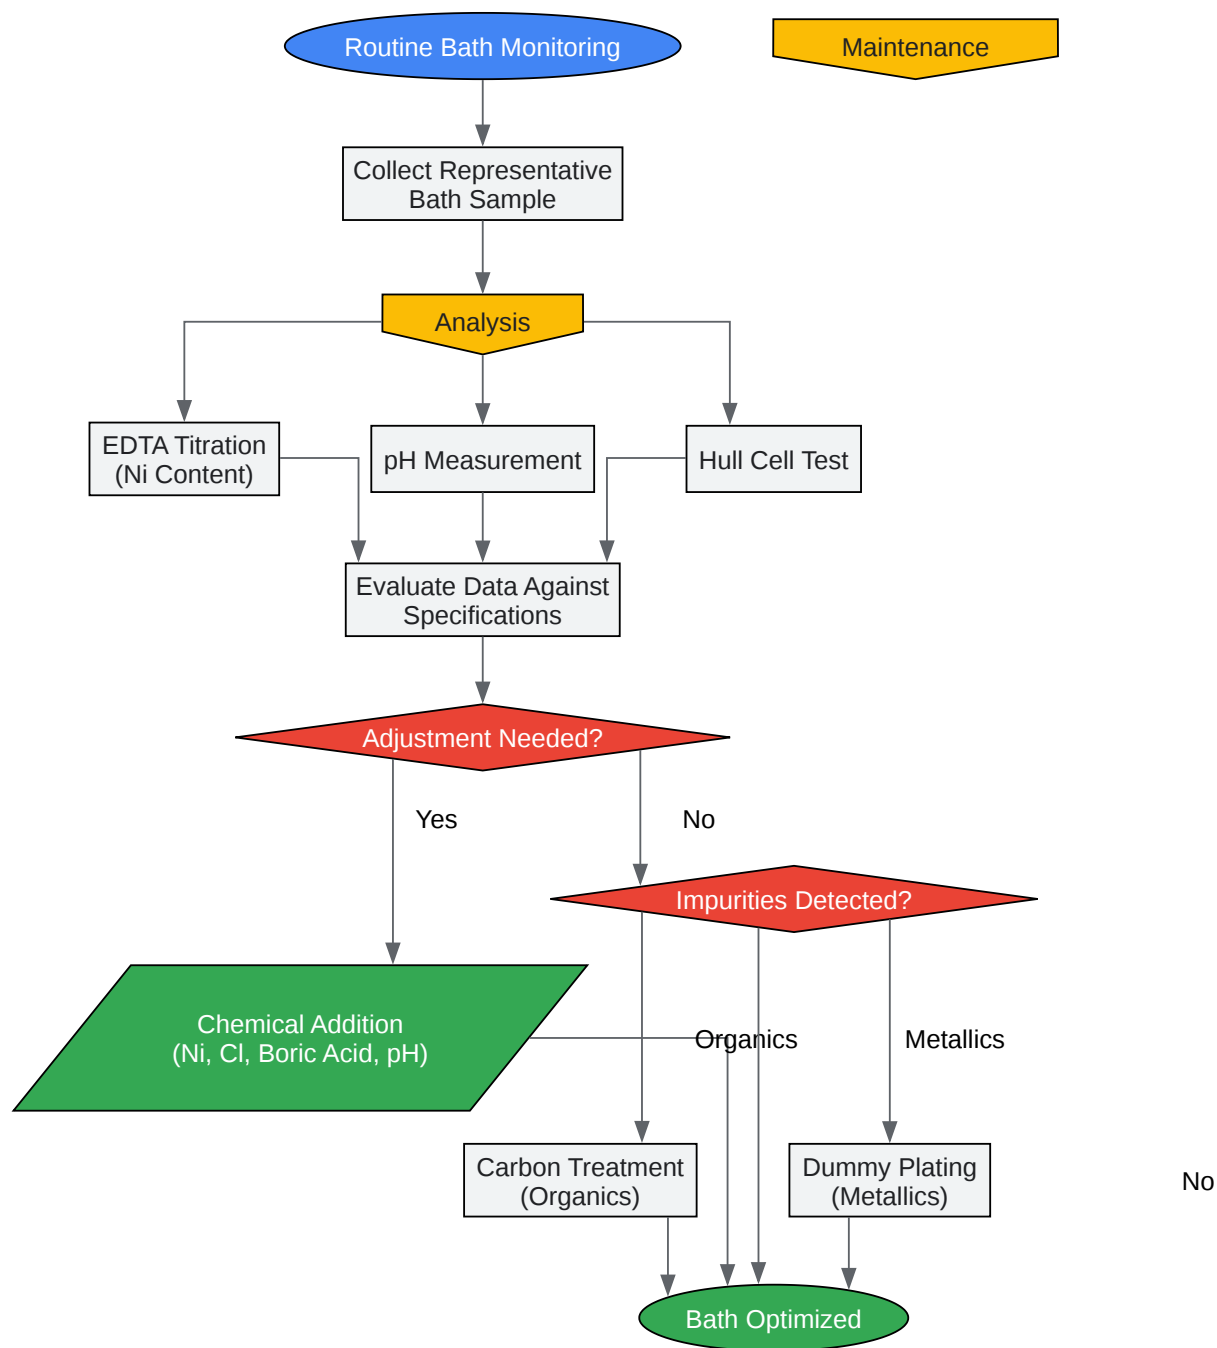 Routine Bath Monitoring
Maintenance
Collect Representative
Bath Sample
Analysis
EDTA Titration
(Ni Content)
pH Measurement
Hull Cell Test
Evaluate Data Against
Specifications
Adjustment Needed?
Yes
No
Impurities Detected?
Chemical Addition
(Ni, Cl, Boric Acid, pH)
Organics
Metallics
Carbon Treatment
(Organics)
Dummy Plating
(Metallics)
No
Bath Optimized